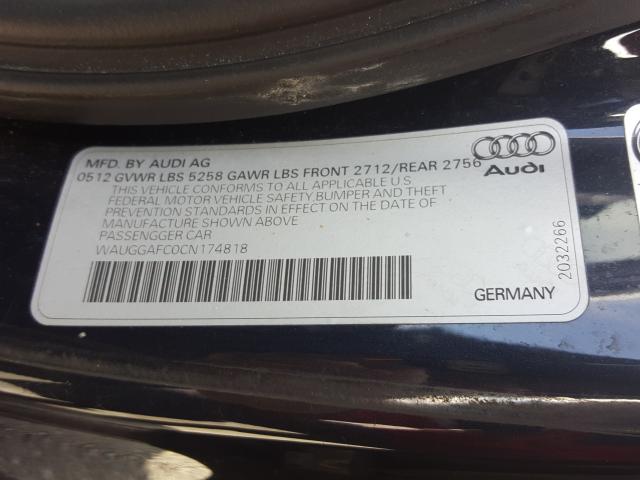 MFD. BY AUDI AG
0512 GVWR LBS 5258 GAWR LBS FRONT 2712/REAR 2756
THIS VEHICLE CONFORMS TO ALL APPLICABLE U.S
FEDERAL MOTOR VEHICLE SAFETY,BUMPER AND THEFT
PREVENTION STANDARDS IN EFFECT ON THE DATE OF
MANUFACTURE SHOWN ABOVE
PASSENGGER CAR
WAUGGAFC0CN174818
Audi
2032266
GERMANY